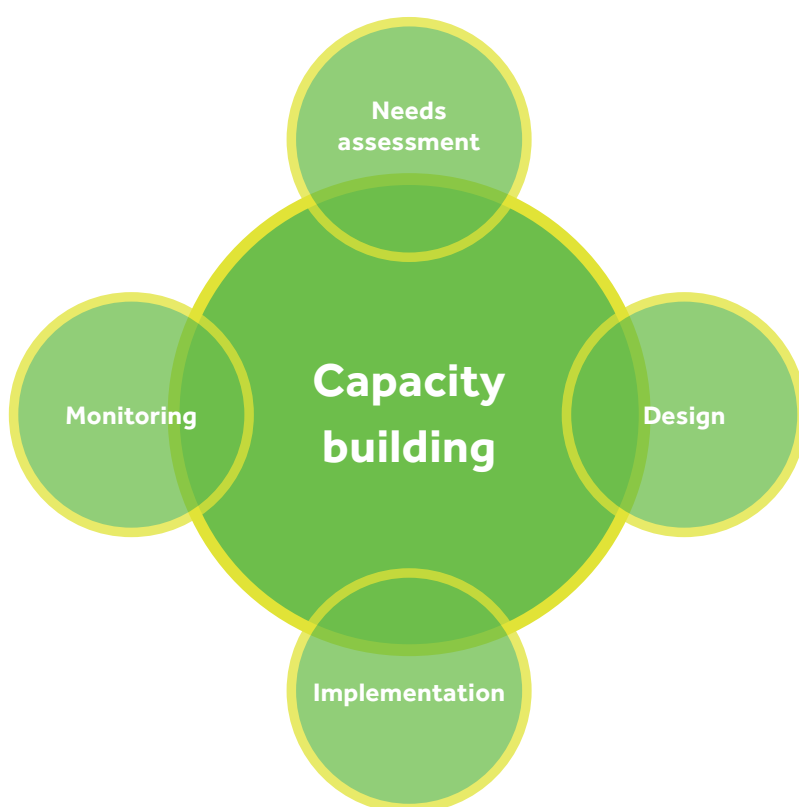 Needs
assessment
Capacity
building
Monitoring
Design
Implementation